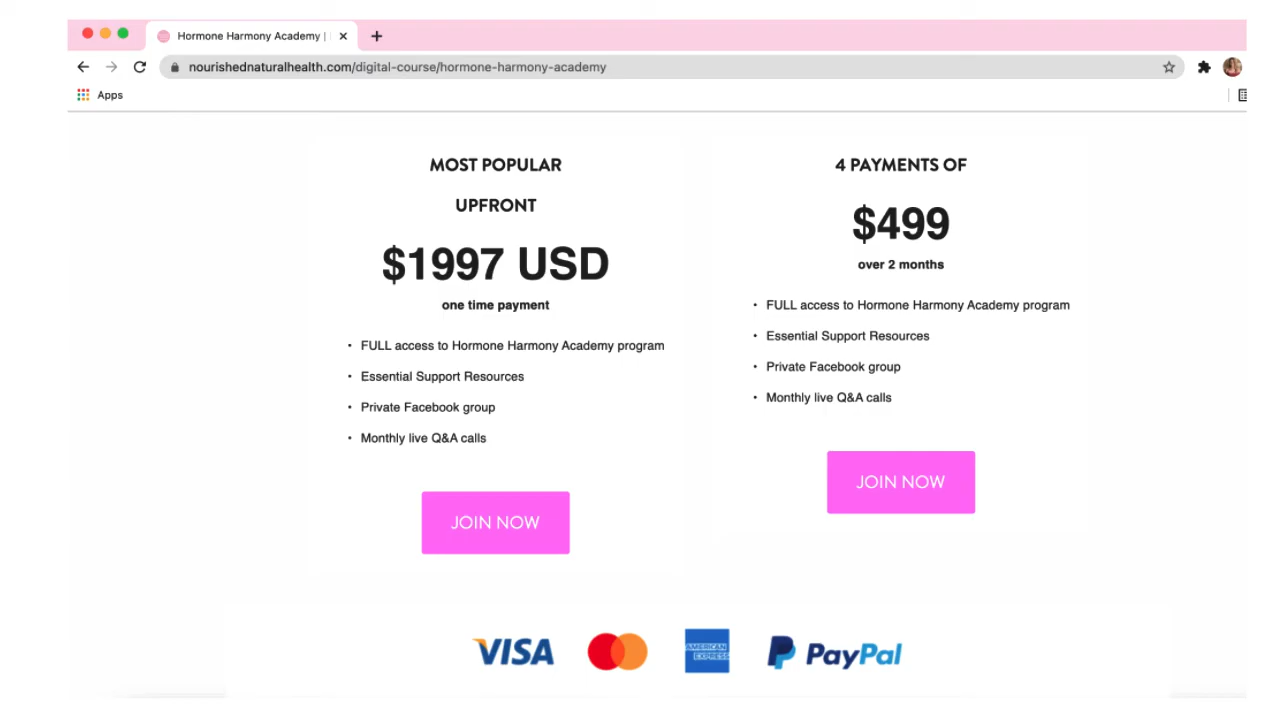 Hormone Harmony Academy |
nourishednaturalhealth.com/digital-course/hormone-harmony-academy
Apps
MOST POPULAR
UPFRONT
$1997 USD
one time payment
• FULL access to Hormone Harmony Academy program
• Essential Support Resources
• Private Facebook group
• Monthly live Q&A calls
JOIN NOW
4 PAYMENTS OF
$499
over 2 months
• FULL access to Hormone Harmony Academy program
• Essential Support Resources
• Private Facebook group
• Monthly live Q&A calls
JOIN NOW
VISA
AMERICAN
EXPRESS
PayPal